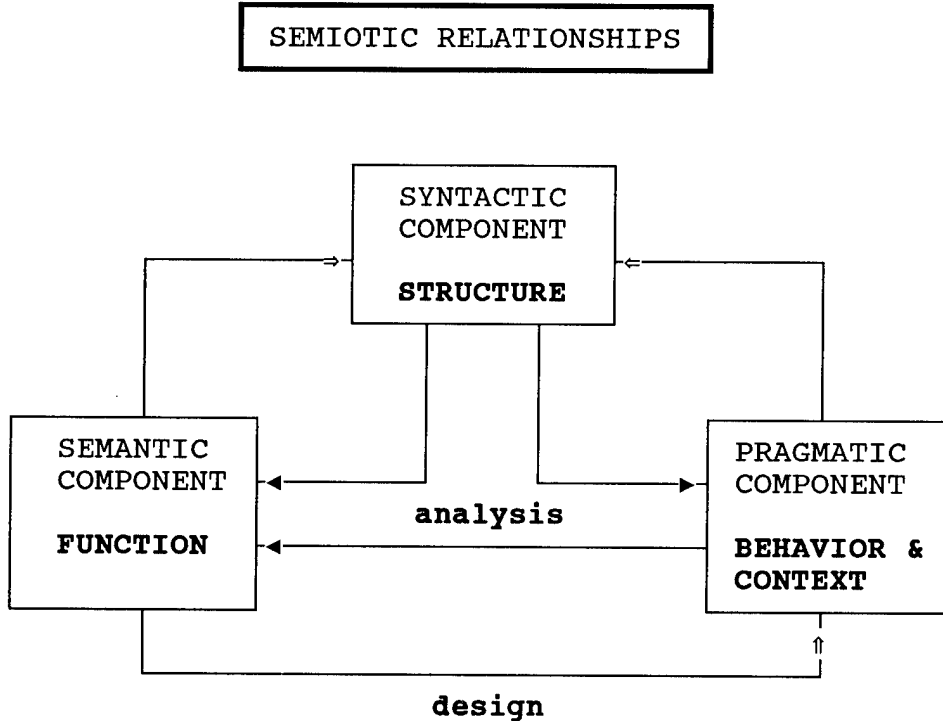 SEMIOTIC RELATIONSHIPS
SYNTACTIC
COMPONENT
STRUCTURE
SEMANTIC
COMPONENT
FUNCTION
PRAGMATIC
COMPONENT
BEHAVIOR &
CONTEXT
analysis
design